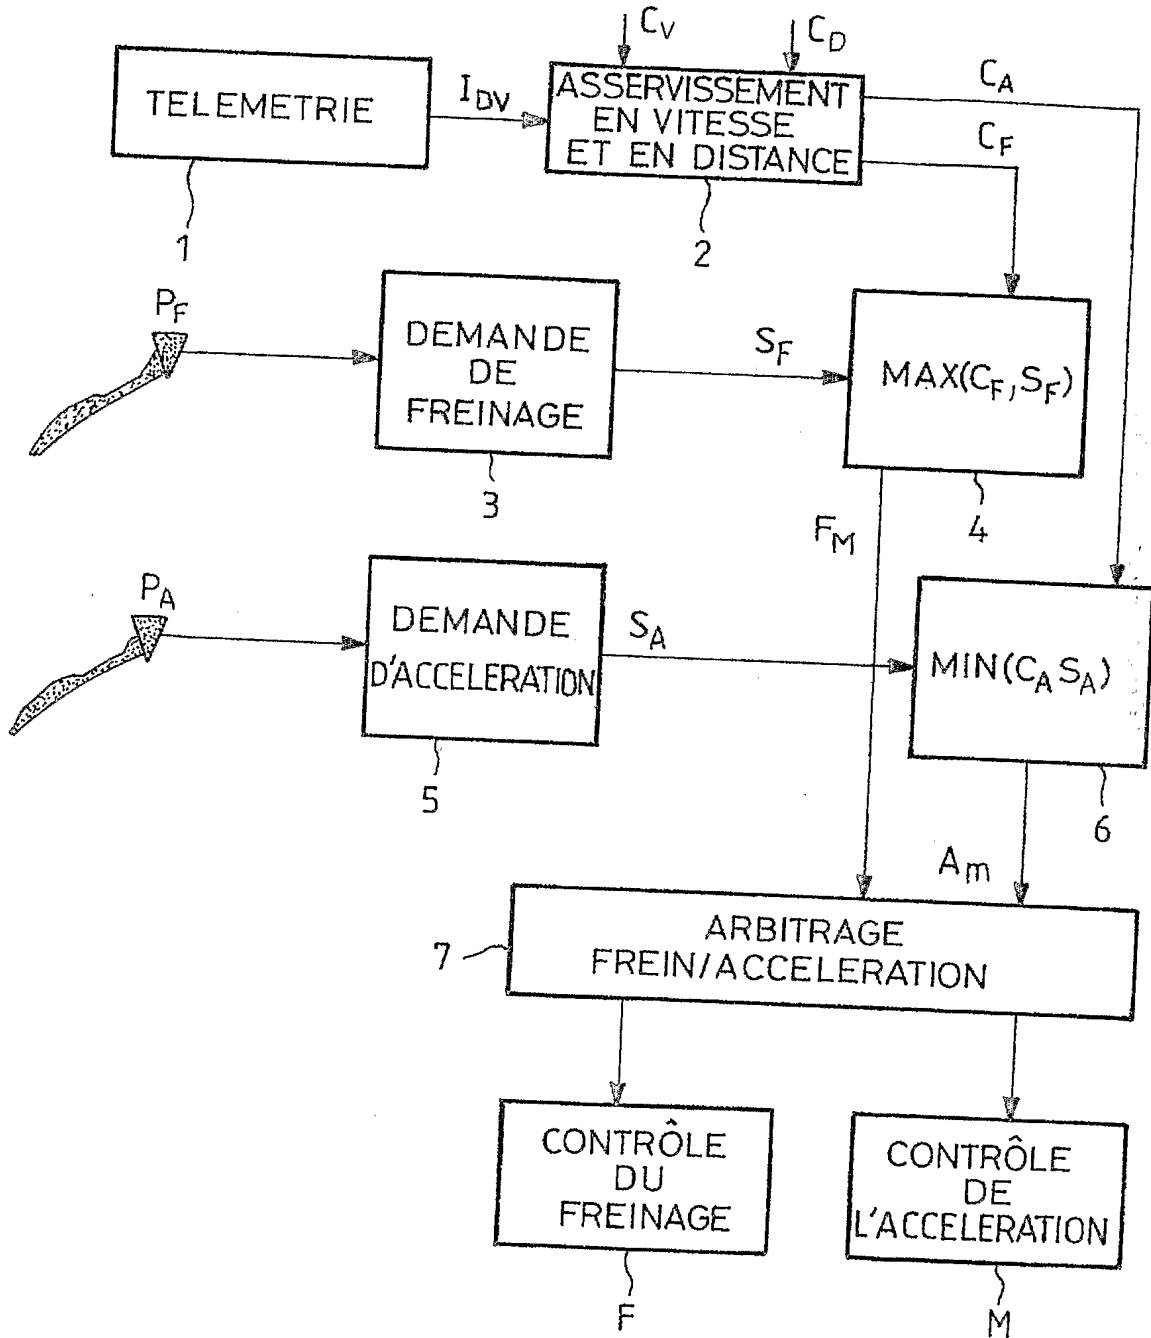 C_V
C_D
TELEMETRIE
I_DV
ASSERVISSEMENT
EN VITESSE
ET EN DISTANCE
C_A
C_F
1
2
P_F
DEMANDE
DE
FREINAGE
S_F
MAX(C_F, S_F)
3
4
F_M
P_A
DEMANDE
D'ACCELERATION
S_A
MIN(C_A S_A)
5
6
A_m
7
ARBITRAGE
FREIN/ACCELERATION
CONTRÔLE
DU
FREINAGE
CONTRÔLE
DE
L'ACCELERATION
F
M